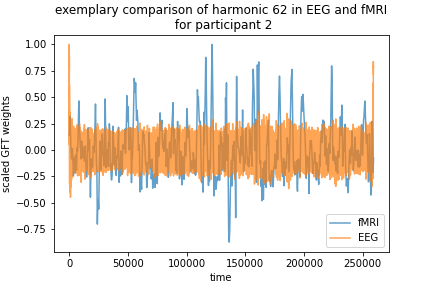 exemplary comparison of harmonic 62 in EEG and fMRI
for participant 2
1.00
0.75
0.50
0.25
0.00
−0.25
−0.50
−0.75
scaled GFT weights
fMRI
EEG
0 50000 100000 150000 200000 250000
time